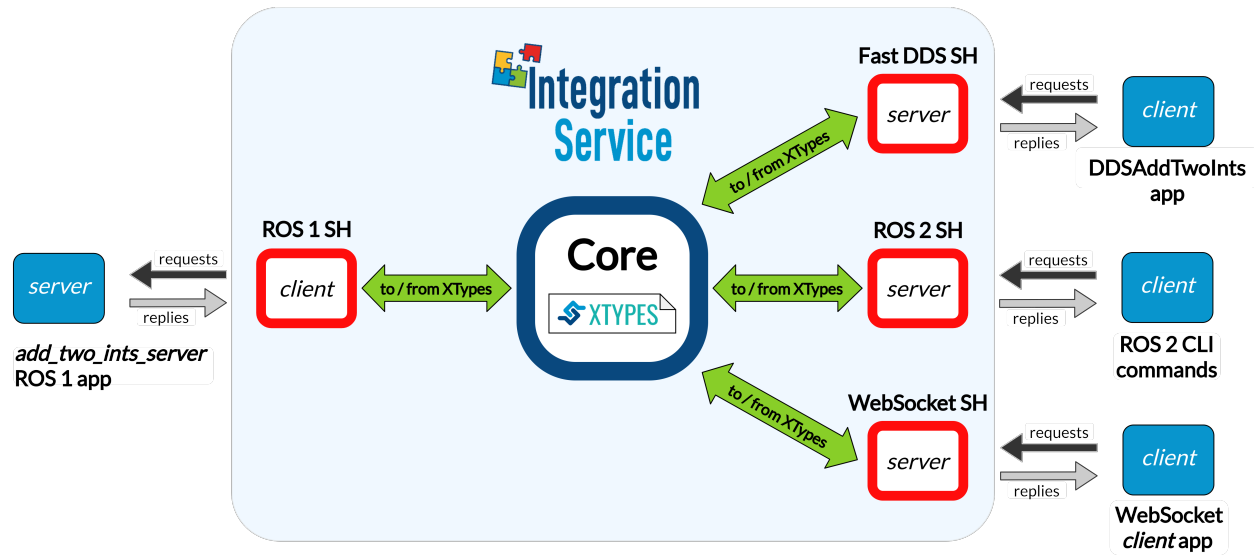 Integration
Service
Fast DDS SH
server
requests
replies
client
DDSAddTwoInts
app
to / from XTypes
ROS 1 SH
client
requests
replies
server
add_two_ints_server
ROS 1 app
to / from XTypes
Core
XTYPES
to / from XTypes
ROS 2 SH
server
requests
replies
client
ROS 2 CLI
commands
to / from XTypes
WebSocket SH
server
requests
replies
client
WebSocket
client app